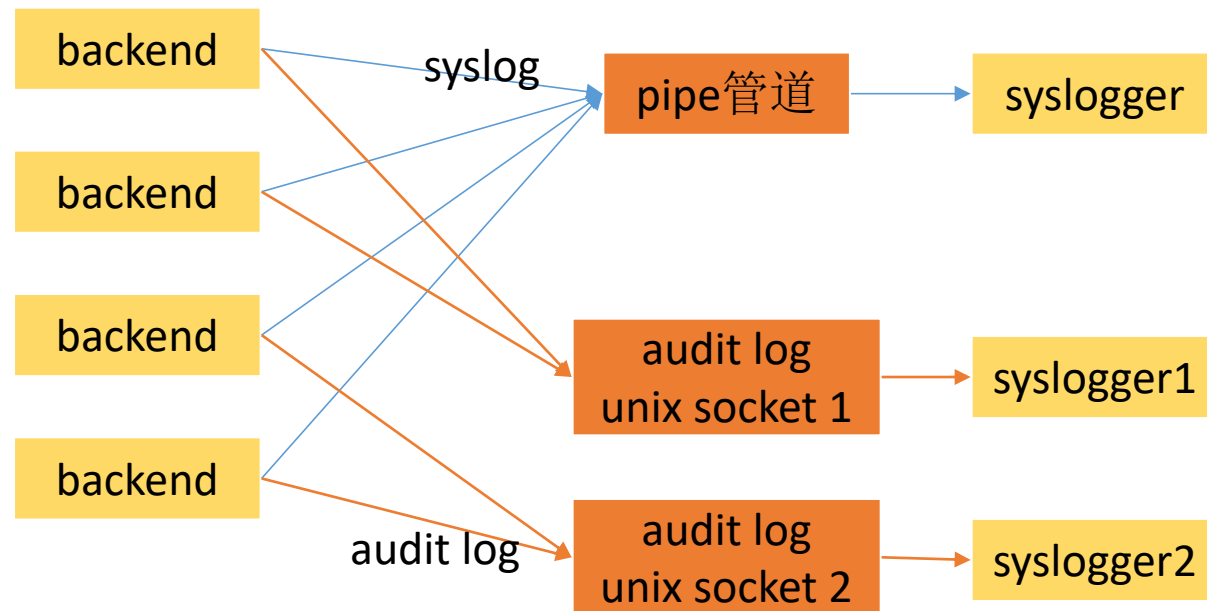 backend
syslog
pipe管道
syslogger
backend
backend
audit log
unix socket 1
syslogger1
backend
audit log
audit log
unix socket 2
syslogger2